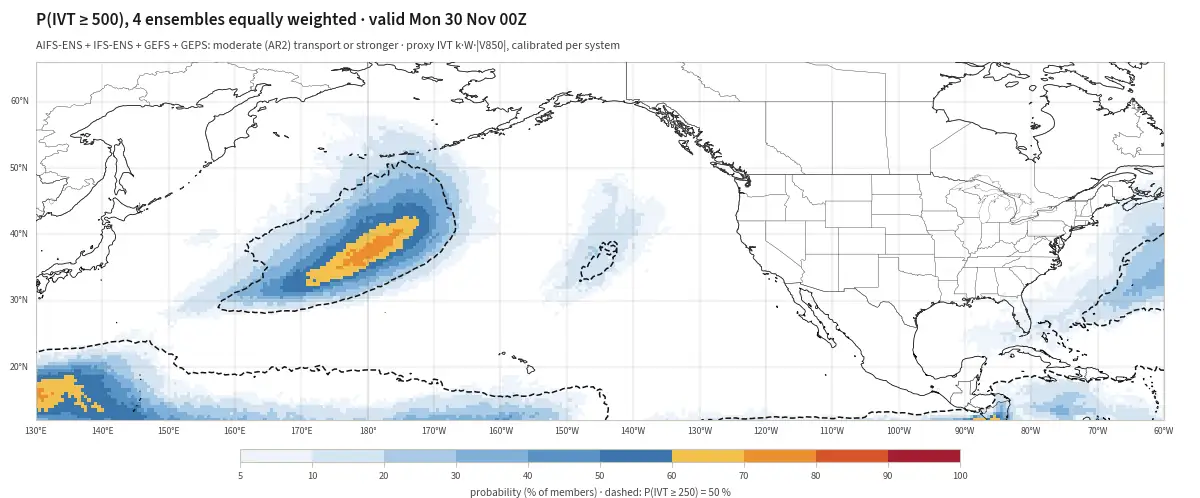 P(IVT ≥ 500), 4 ensembles equally weighted · valid Mon 30 Nov 00Z
AIFS-ENS + IFS-ENS + GEFS + GEPS: moderate (AR2) transport or stronger · proxy IVT k·W·|V850|, calibrated per system
60°N
50°N
40°N
30°N
20°N
130°E 140°E 150°E 160°E 170°E 180° 170°W 160°W 150°W 140°W 130°W 120°W 110°W 100°W 90°W 80°W 70°W 60°W
5 10 20 30 40 50 60 70 80 90 100
probability (% of members) · dashed: P(IVT ≥ 250) = 50 %